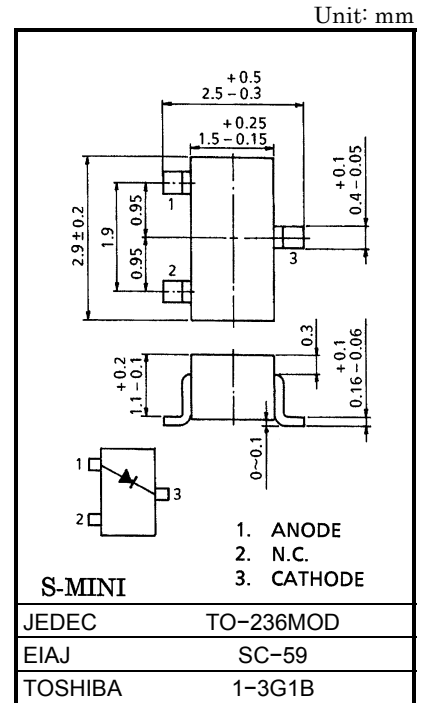 Unit: mm
+0.5
2.5−0.3
+0.25
1.5−0.15
2.9±0.2
1.9
0.95
0.95
1
2
3
+0.1
0.4−0.05
+0.2
1.1−0.1
0.3
+0.1
0.16−0.06
0~0.1
1
2
3
1. ANODE
2. N.C.
3. CATHODE
S-MINI
JEDEC TO−236MOD
EIAJ SC−59
TOSHIBA 1−3G1B